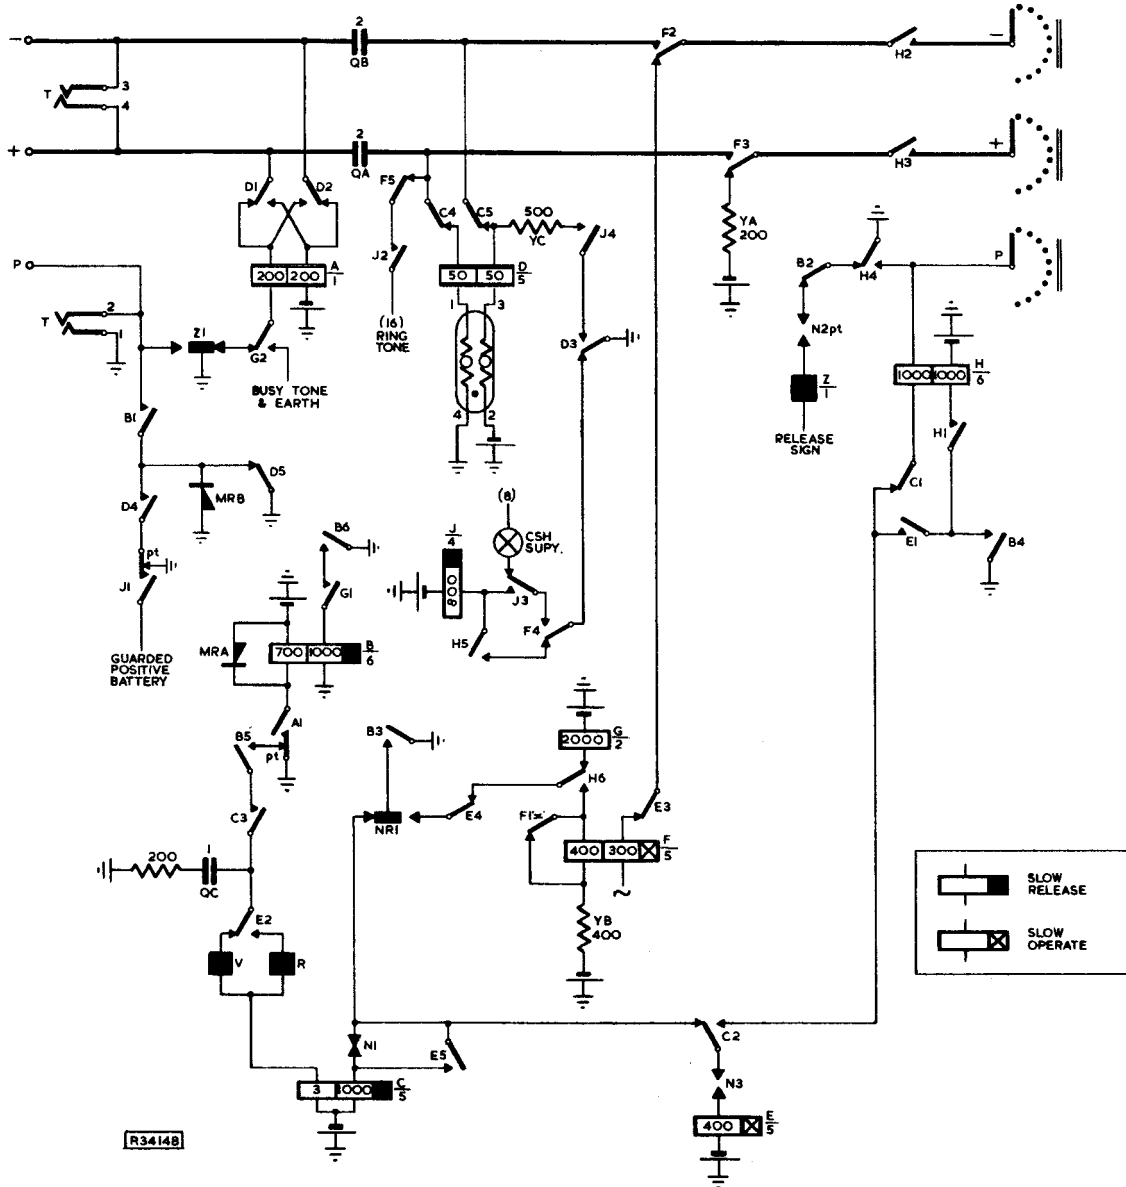 −
2
QB
F2
H2
−
T
3
4
+
2
QA
F3
H3
+
D1
D2
F5
C4
C5
500
YC
J4
YA
200
J2
B2
H4
P
P
200
200
A
1
50
50
D
5
1
3
(16)
RING
TONE
D3
N2pt
T
2
1
Z1
G2
BUSY TONE
& EARTH
Z
1
RELEASE
SIGN
1000
1000
H
6
4
2
B1
H1
D5
MRB
D4
C1
(8)
pt
B6
J
4
CSH
SUPY.
E1
B4
J1
G1
800
J3
F4
H5
GUARDED
POSITIVE
BATTERY
MRA
700
1000
B
6
A1
B5
pt
B3
2000
G
2
H6
C3
NR1
E4
F1'x'
E3
400
300
F
5
200
1
QC
SLOW
RELEASE
E2
YB
400
SLOW
OPERATE
V
R
N1
E5
C2
3
1000
C
5
N3
400
E
5
R34148